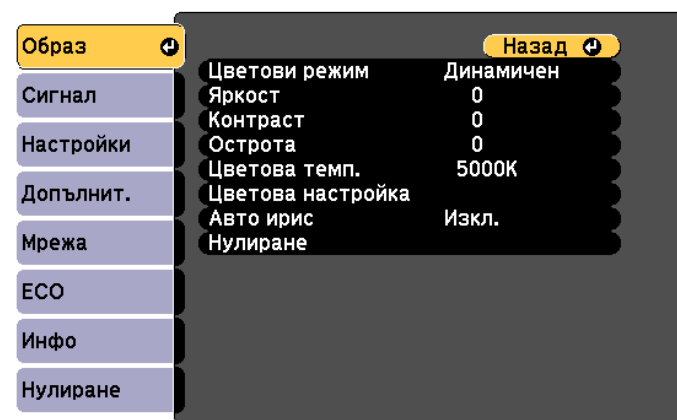 Образ
Сигнал
Настройки
Допълнит.
Мрежа
ECO
Инфо
Нулиране
Назад
Цветови режим Динамичен
Яркост 0
Контраст 0
Острота 0
Цветова темп. 5000K
Цветова настройка
Авто ирис Изкл.
Нулиране